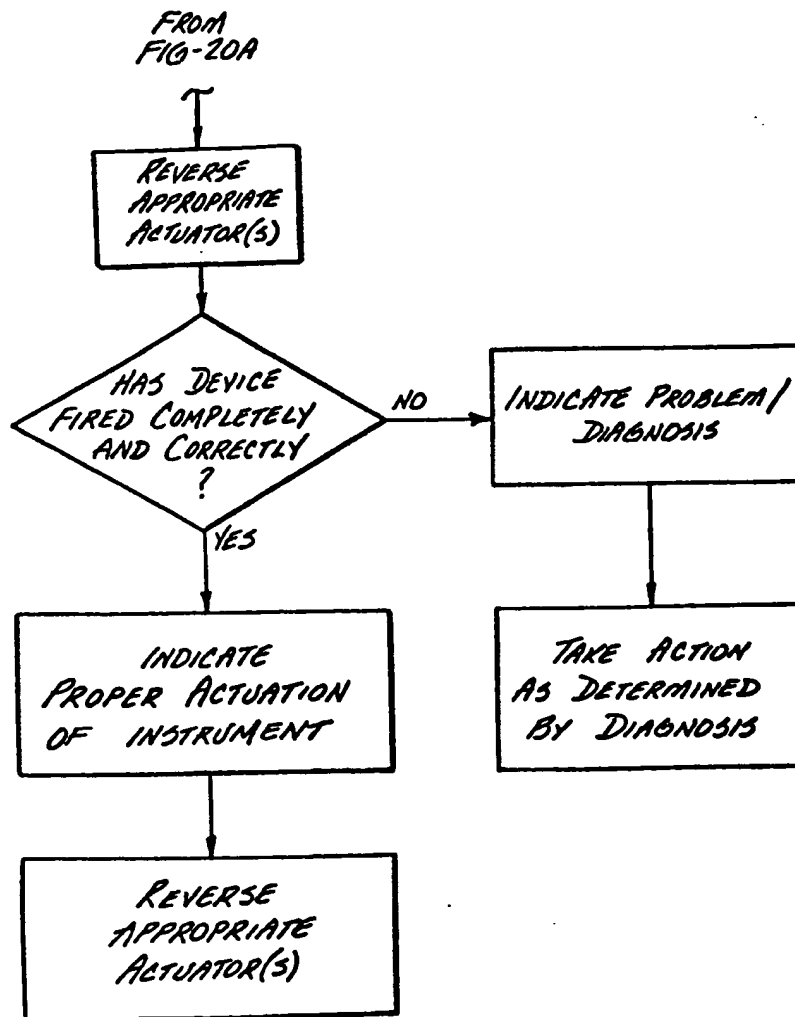 FROM
FIG-20A
REVERSE
APPROPRIATE
ACTUATOR(S)
HAS DEVICE
FIRED COMPLETELY
AND CORRECTLY
?
NO
INDICATE PROBLEM/
DIAGNOSIS
YES
INDICATE
PROPER ACTUATION
OF INSTRUMENT
TAKE ACTION
AS DETERMINED
BY DIAGNOSIS
REVERSE
APPROPRIATE
ACTUATOR(S)